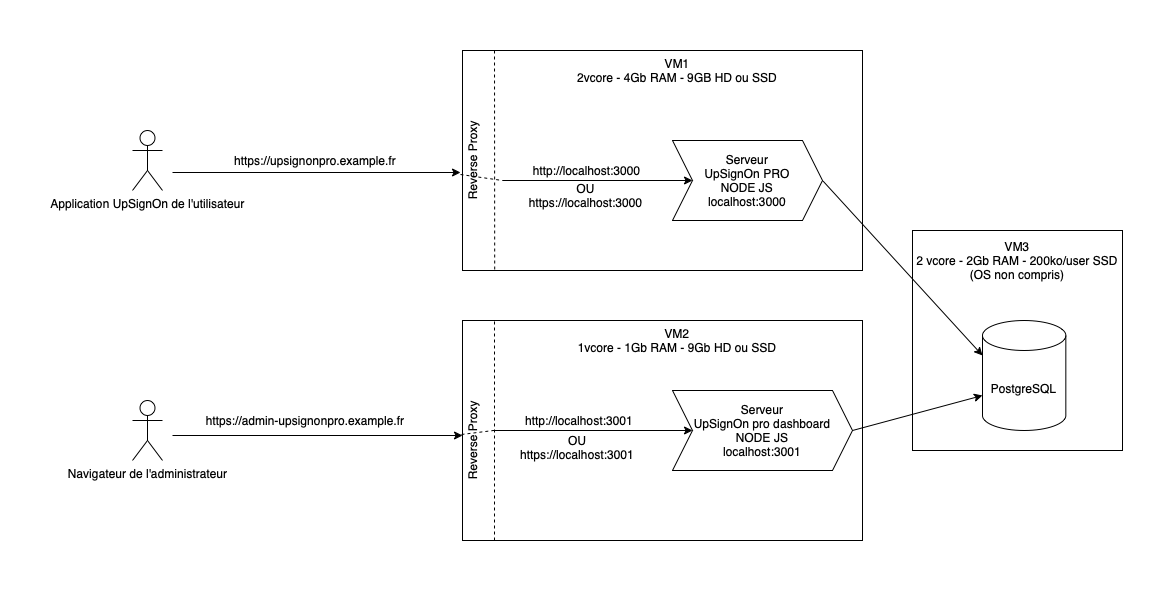 VM1
2vcore - 4Gb RAM - 9GB HD ou SSD
Reverse Proxy
https://upsignonpro.example.fr
Application UpSignOn de l'utilisateur
http://localhost:3000
OU
https://localhost:3000
Serveur
UpSignOn PRO
NODE JS
localhost:3000
VM3
2 vcore - 2Gb RAM - 200ko/user SSD
(OS non compris)
PostgreSQL
VM2
1vcore - 1Gb RAM - 9Gb HD ou SSD
Reverse Proxy
https://admin-upsignonpro.example.fr
Navigateur de l'administrateur
http://localhost:3001
OU
https://localhost:3001
Serveur
UpSignOn pro dashboard
NODE JS
localhost:3001